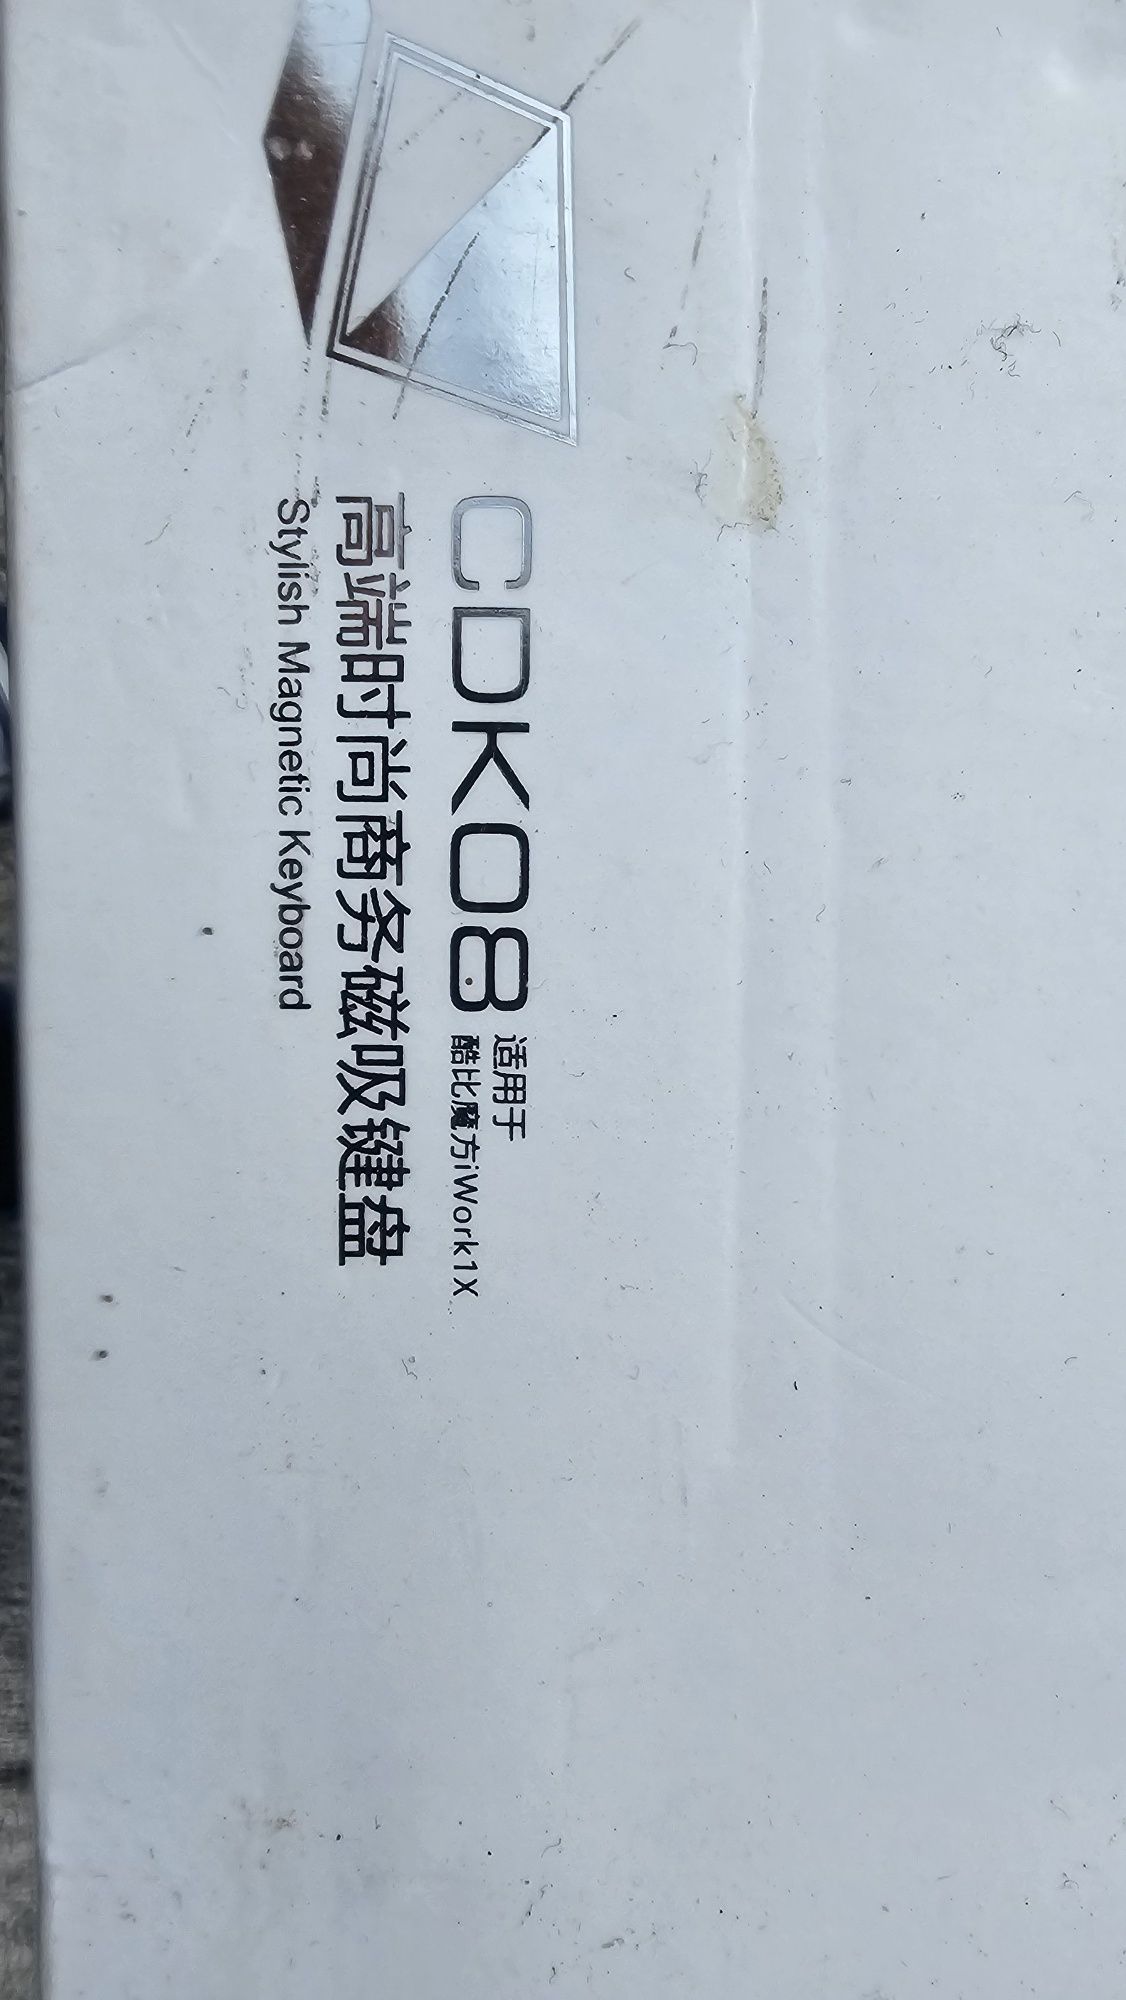 CDK08
适用于
酷比魔方iWork1X
高端时尚商务磁吸键盘
Stylish Magnetic Keyboard